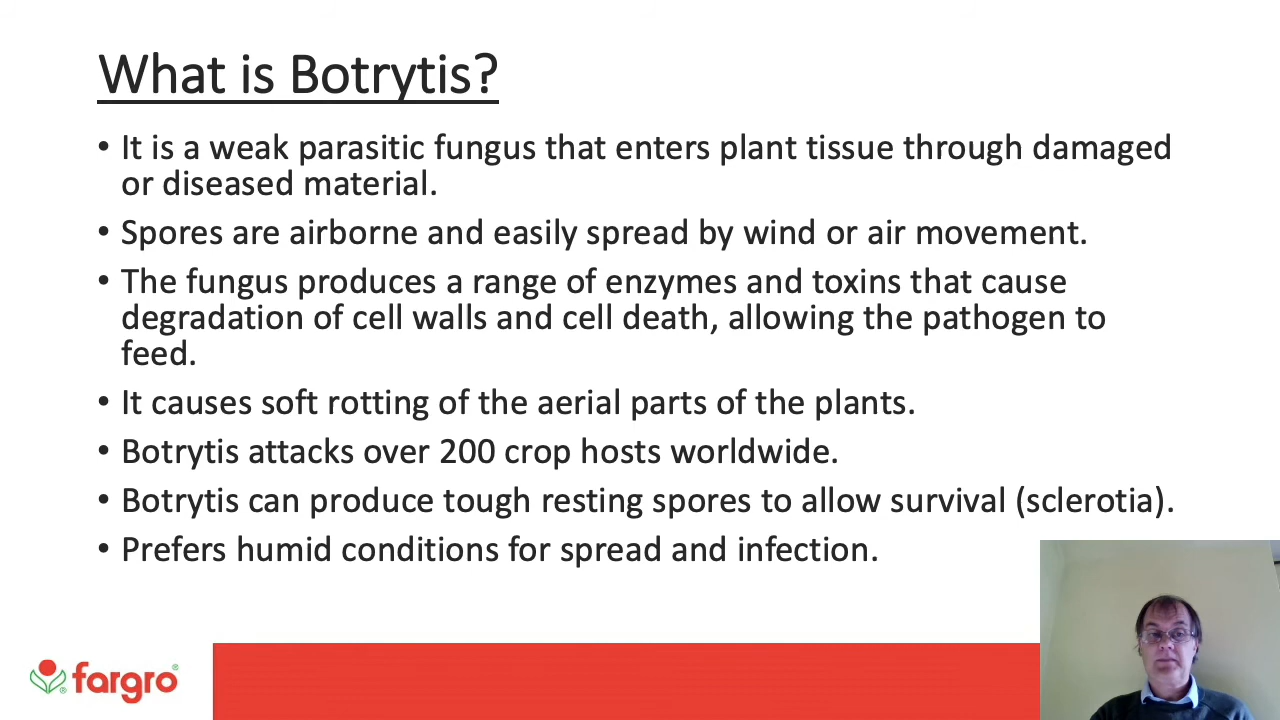 What is Botrytis?
• It is a weak parasitic fungus that enters plant tissue through damaged
or diseased material.
• Spores are airborne and easily spread by wind or air movement.
• The fungus produces a range of enzymes and toxins that cause
degradation of cell walls and cell death, allowing the pathogen to
feed.
• It causes soft rotting of the aerial parts of the plants.
• Botrytis attacks over 200 crop hosts worldwide.
• Botrytis can produce tough resting spores to allow survival (sclerotia).
• Prefers humid conditions for spread and infection.
® fargro®